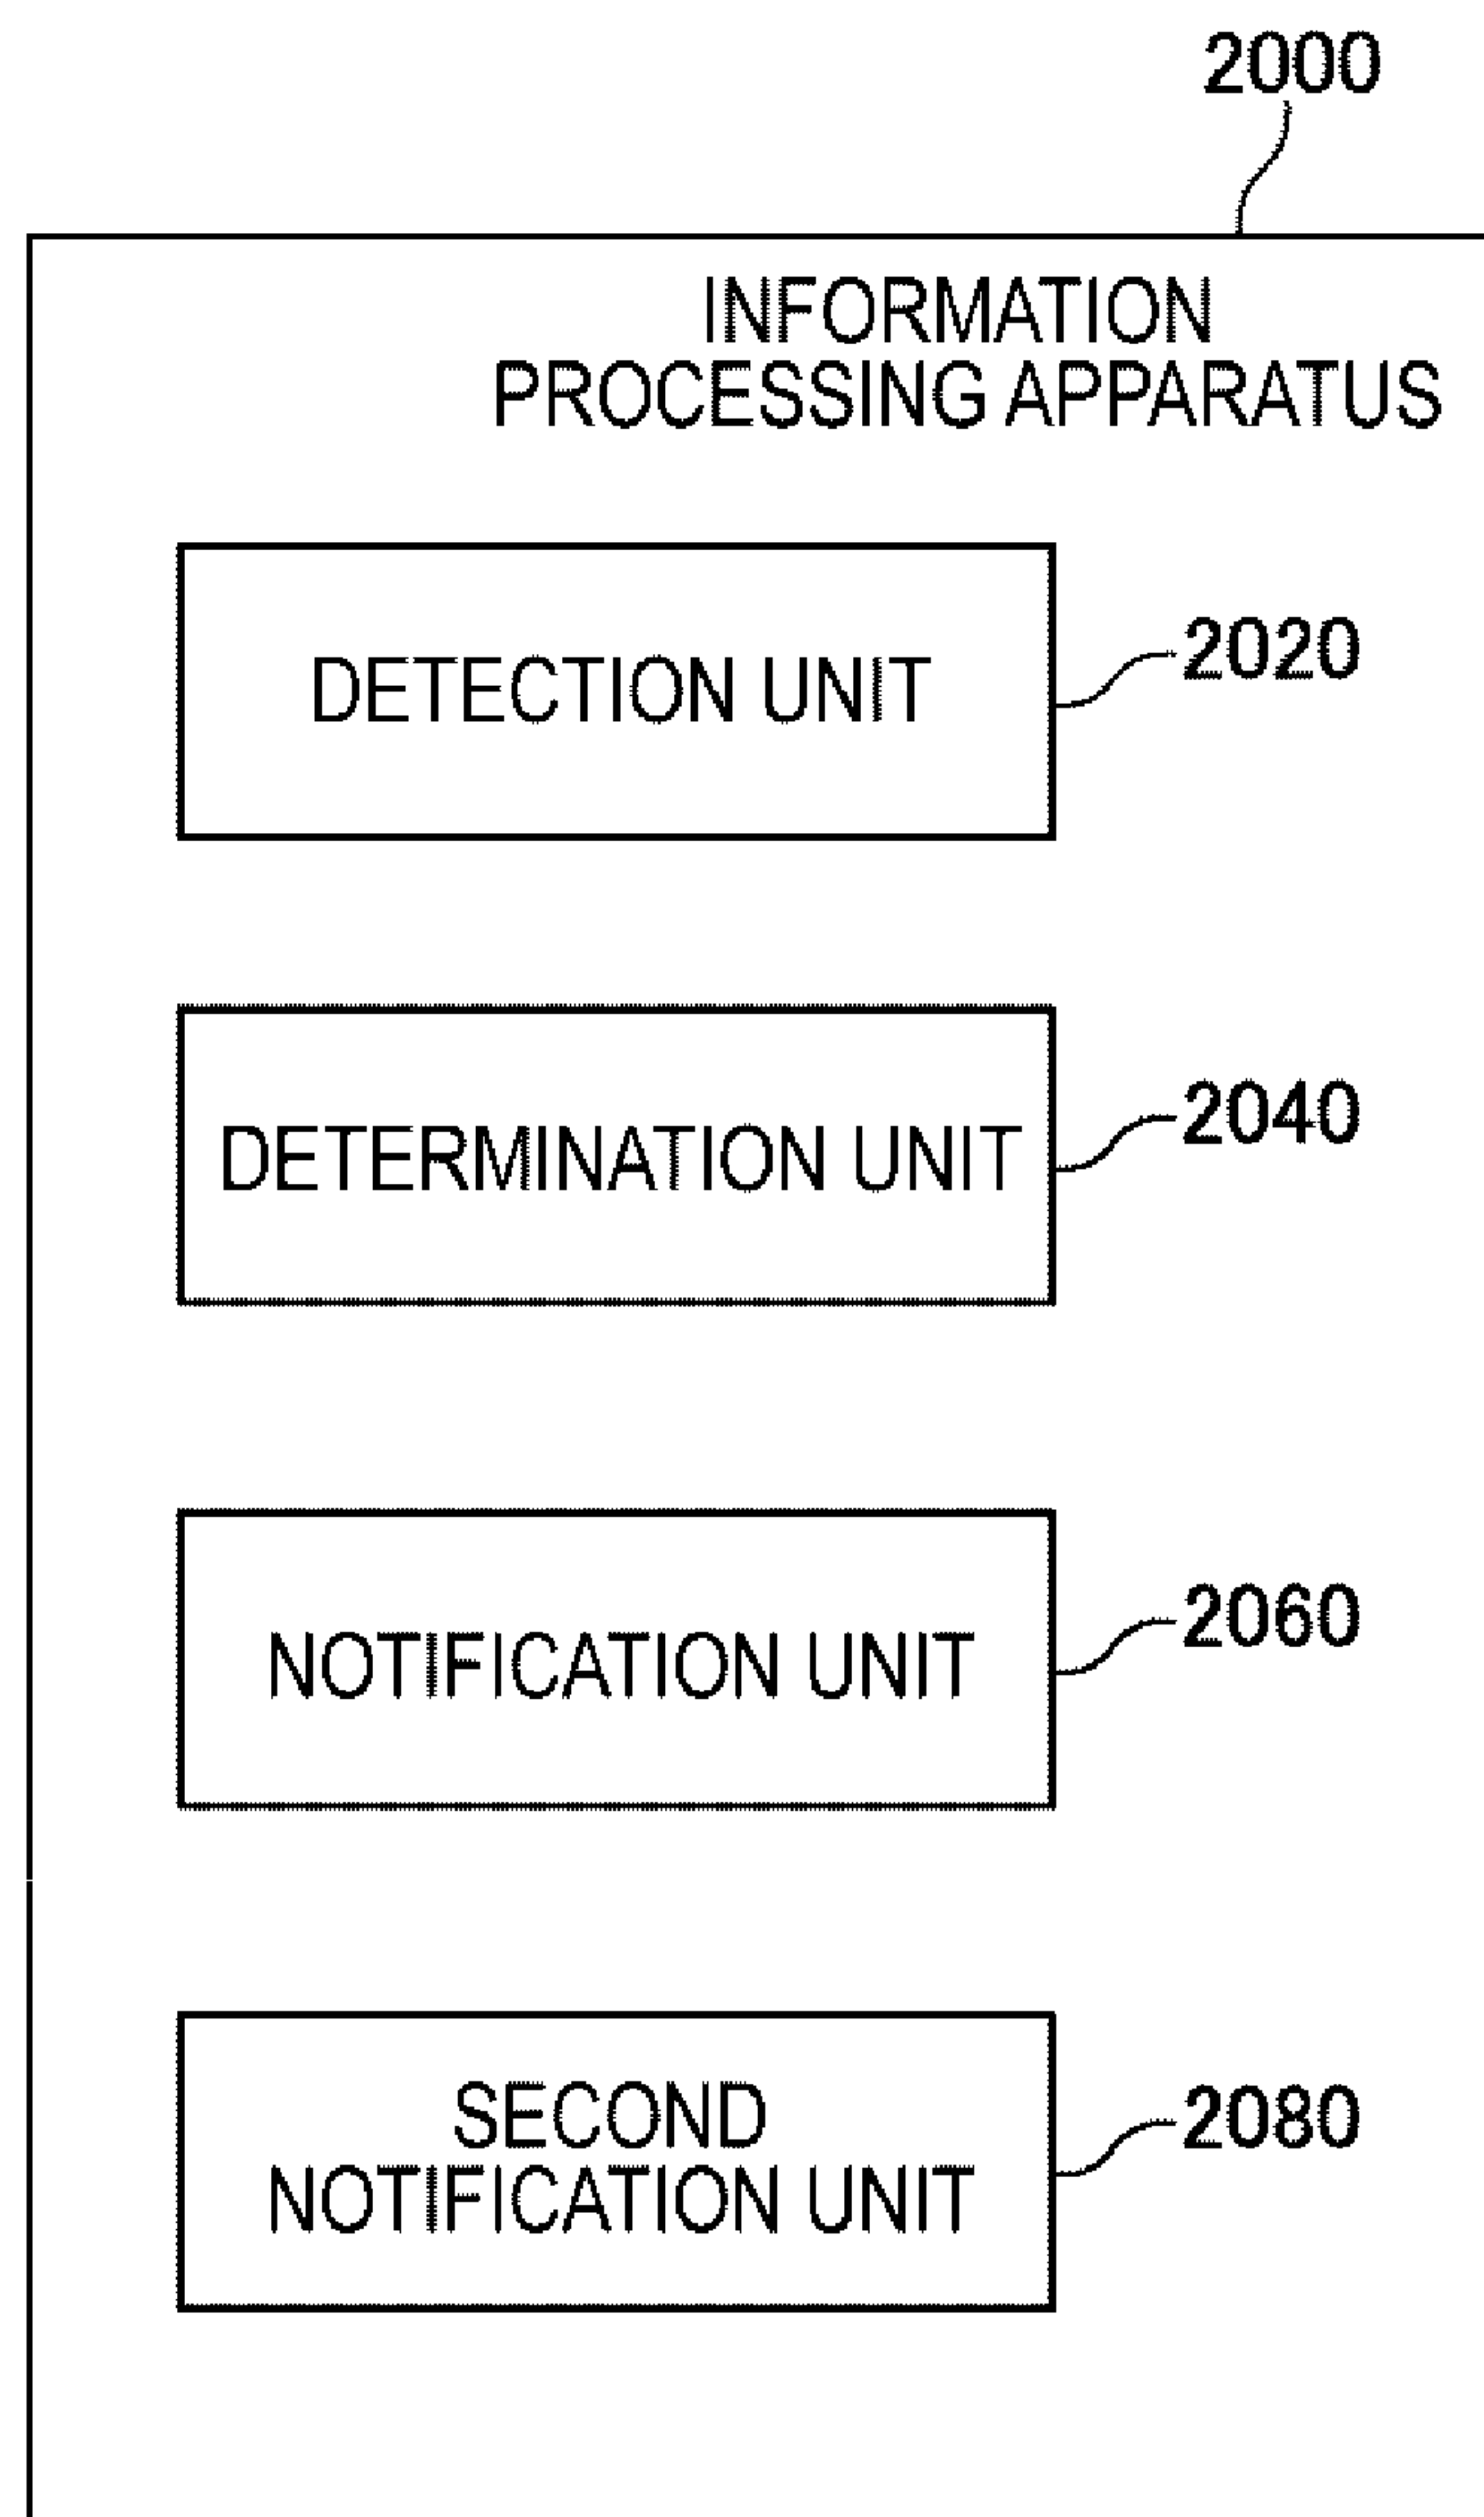 2000
INFORMATION
PROCESSING APPARATUS
DETECTION UNIT
2020
DETERMINATION UNIT
2040
NOTIFICATION UNIT
2060
SECOND
NOTIFICATION UNIT
2080